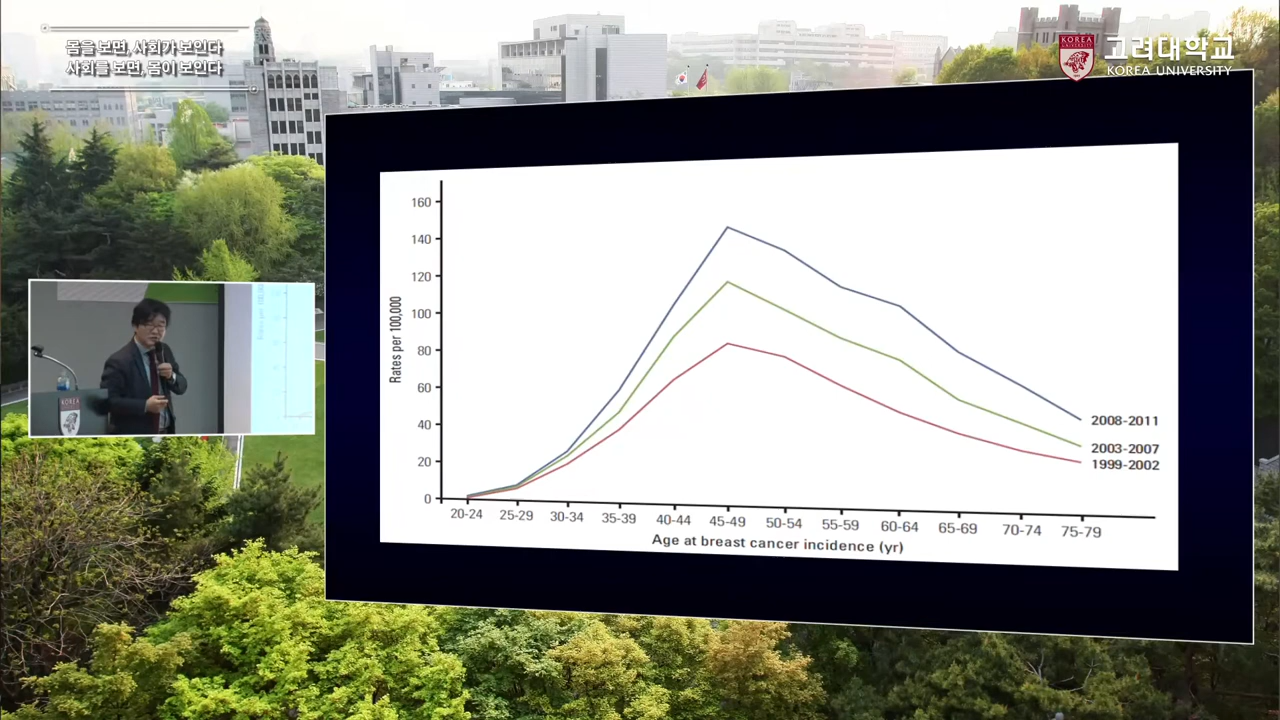 몸을 보면, 사회가 보인다
사회를 보면, 몸이 보인다
KOREA
고려대학교
KOREA UNIVERSITY
160
140
120
100
80
60
40
20
0
Rates per 100,000
2008-2011
2003-2007
1999-2002
20-24 25-29 30-34 35-39 40-44 45-49 50-54 55-59 60-64 65-69 70-74 75-79
Age at breast cancer incidence (yr)
KOREA